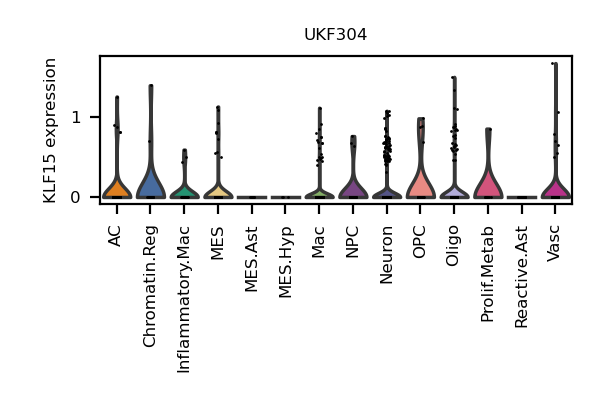 UKF304
KLF15 expression
1
0
AC
Chromatin.Reg
Inflammatory.Mac
MES
MES.Ast
MES.Hyp
Mac
NPC
Neuron
OPC
Oligo
Prolif.Metab
Reactive.Ast
Vasc